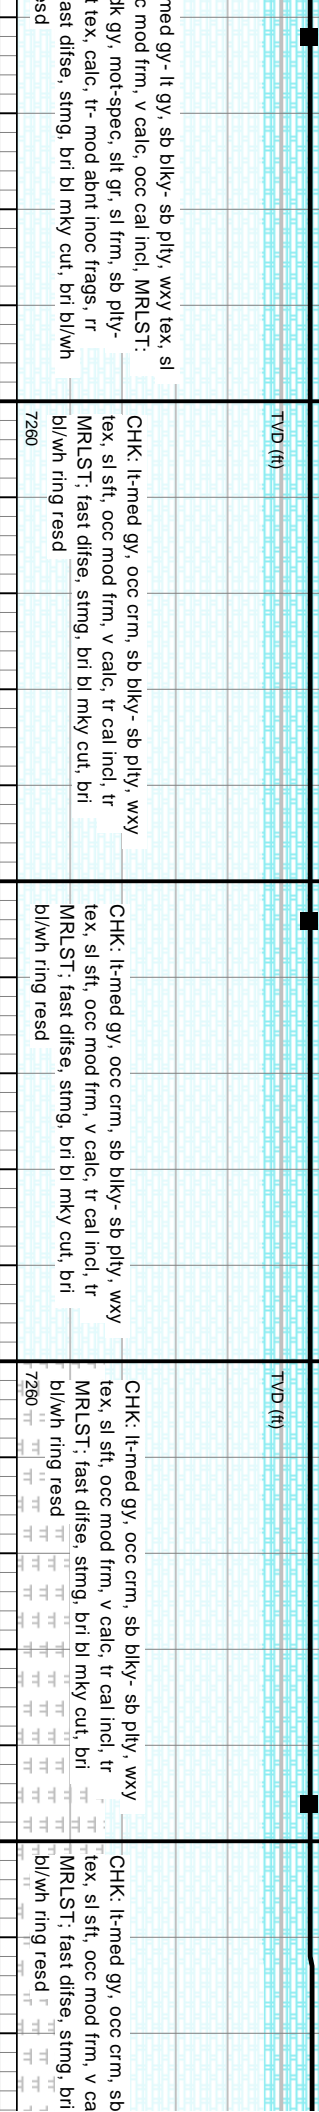 med gy- lt gy, sb blky- sb plty, wxy tex, sl
c mod frm, v calc, occ cal incl, MRLST:
dk gy, mot-spec, slt gr, sl frm, sb plty-
t tex, calc, tr- mod abnt inoc frags, rr
ast difse, stmg, bri bl mky cut, bri bl/wh
esd
TVD (ft)
CHK: lt-med gy, occ crm, sb blky- sb plty, wxy
tex, sl sft, occ mod frm, v calc, tr cal incl, tr
MRLST; fast difse, stmg, bri bl mky cut, bri
bl/wh ring resd
7260
CHK: lt-med gy, occ crm, sb blky- sb plty, wxy
tex, sl sft, occ mod frm, v calc, tr cal incl, tr
MRLST; fast difse, stmg, bri bl mky cut, bri
bl/wh ring resd
TVD (ft)
CHK: lt-med gy, occ crm, sb blky- sb plty, wxy
tex, sl sft, occ mod frm, v calc, tr cal incl, tr
MRLST; fast difse, stmg, bri bl mky cut, bri
bl/wh ring resd
7260
CHK: lt-med gy, occ crm, sb
tex, sl sft, occ mod frm, v ca
MRLST; fast difse, stmg, bri
bl/wh ring resd